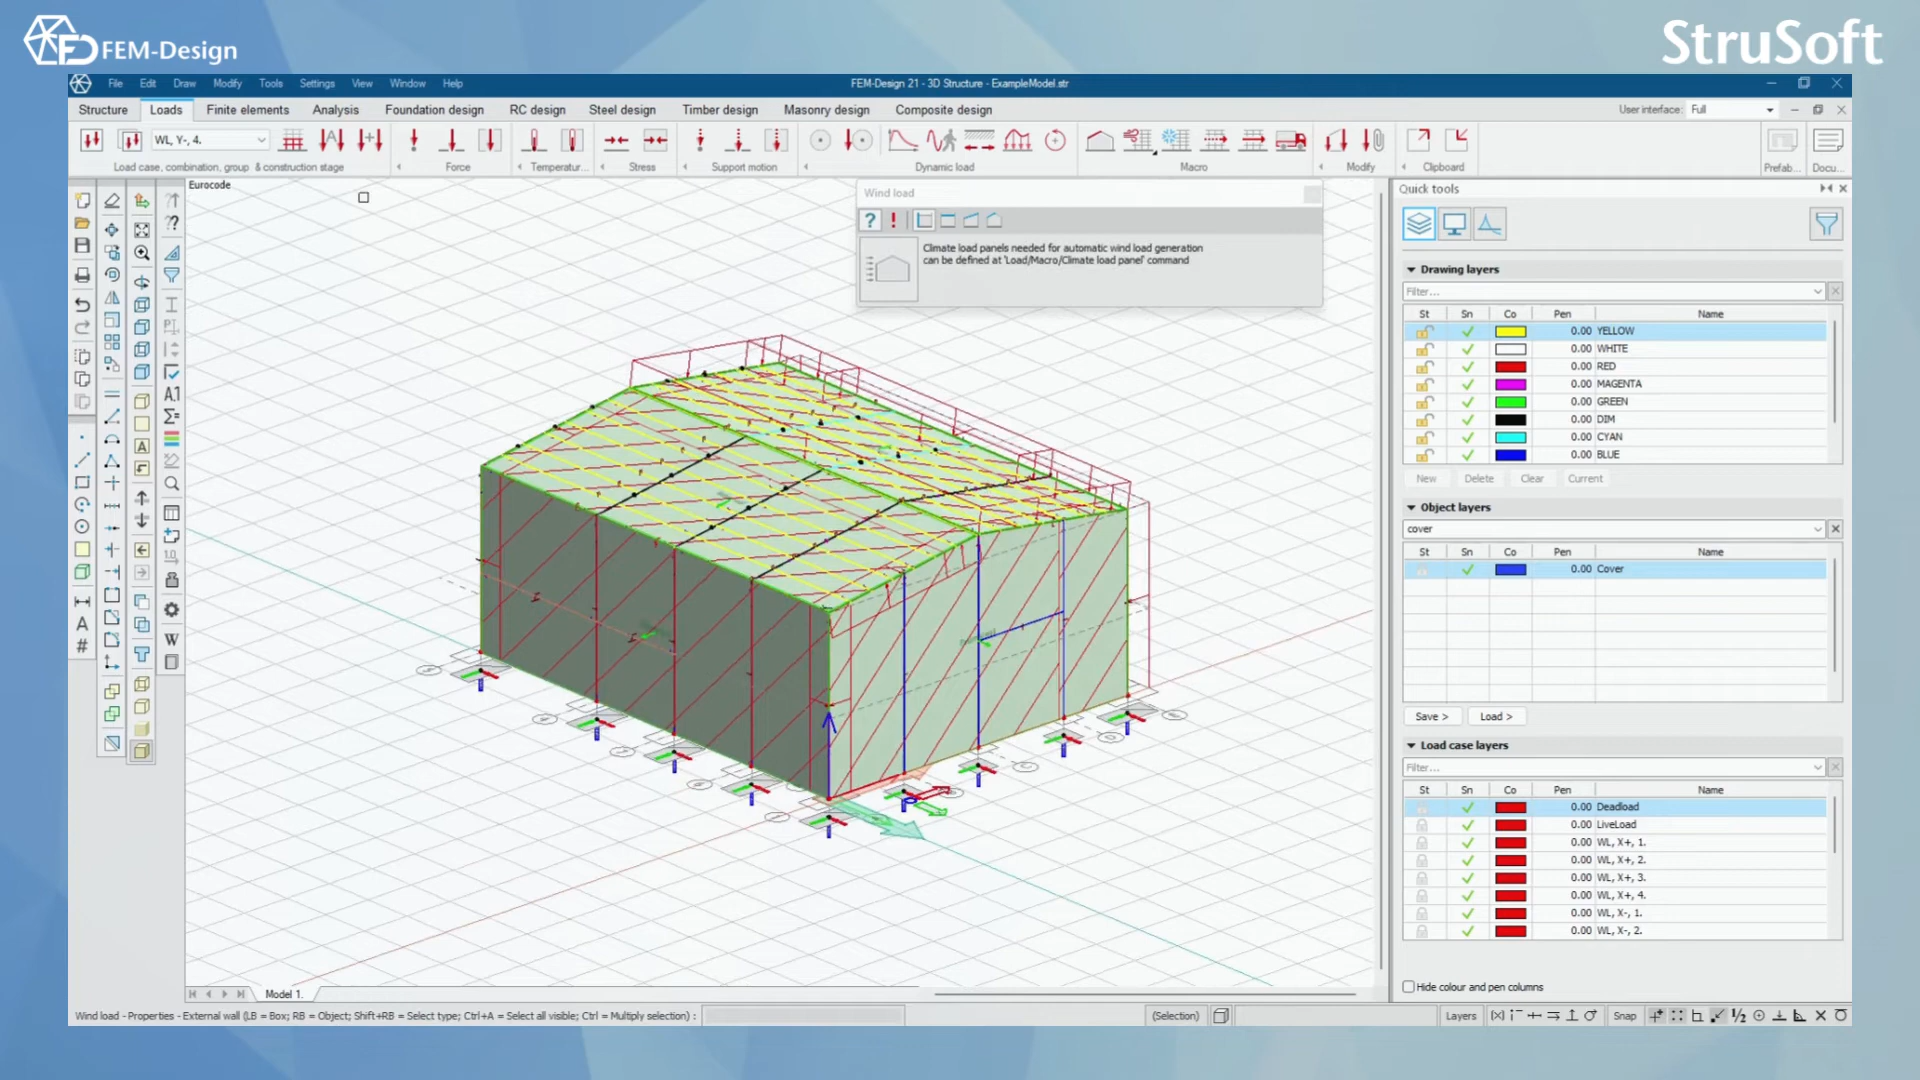 FEM-Design
StruSoft
File Edit Draw Modify Tools Settings View Window Help
FEM-Design 21 - 3D Structure - ExampleModel.str
Structure Loads Finite elements Analysis Foundation design RC design Steel design Timber design Masonry design Composite design
User interface: Full
WL, Y-, 4.
Load case, combination, group & construction stage
Force
Temperatur...
Stress
Support motion
Dynamic load
Macro
Modify
Clipboard
Prefab...
Docu...
Eurocode
Wind load
Climate load panels needed for automatic wind load generation
can be defined at 'Load/Macro/Climate load panel' command
Quick tools
Drawing layers
Filter...
St Sn Co Pen Name
0.00 YELLOW
0.00 WHITE
0.00 RED
0.00 MAGENTA
0.00 GREEN
0.00 DIM
0.00 CYAN
0.00 BLUE
New Delete Clear Current
Object layers
cover
St Sn Co Pen Name
0.00 Cover
Save > Load >
Load case layers
Filter...
St Sn Co Pen Name
0.00 Deadload
0.00 LiveLoad
0.00 WL, X+, 1.
0.00 WL, X+, 2.
0.00 WL, X+, 3.
0.00 WL, X+, 4.
0.00 WL, X-, 1.
0.00 WL, X-, 2.
Hide colour and pen columns
Model 1.
Wind load - Properties - External wall (LB = Box; RB = Object; Shift+RB = Select type; Ctrl+A = Select all visible; Ctrl = Multiply selection) :
(Selection)
Layers
Snap